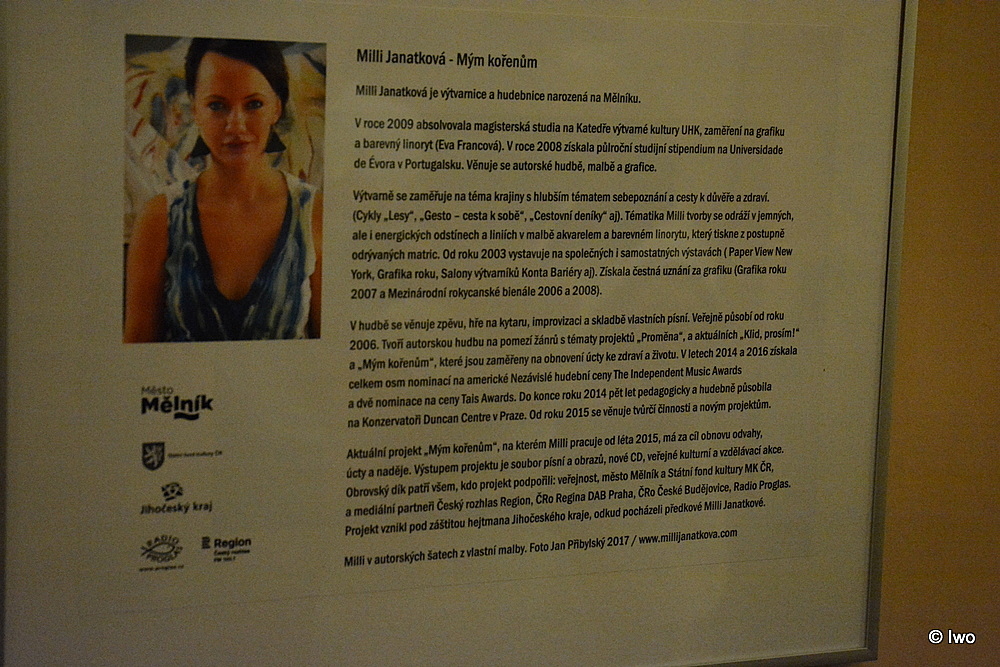 Milli Janatková - Mým kořenům
Milli Janatková je výtvarnice a hudebnice narozená na Mělníku.
V roce 2009 absolvovala magisterská studia na Katedře výtvarné kultury UHK, zaměření na grafiku
a barevný linoryt (Eva Francová). V roce 2008 získala půlroční studijní stipendium na Universidade
de Évora v Portugalsku. Věnuje se autorské hudbě, malbě a grafice.
Výtvarně se zaměřuje na téma krajiny s hlubším tématem sebepoznání a cesty k důvěře a zdraví.
(Cykly „Lesy“, „Gesto – cesta k sobě“, „Cestovní deníky“ aj). Tématika Milli tvorby se odráží v jemných,
ale i energických odstínech a liniích v malbě akvarelem a barevném linorytu, který tiskne z postupně
odrývaných matric. Od roku 2003 vystavuje na společných i samostatných výstavách ( Paper View New
York, Grafika roku, Salony výtvarníků Konta Bariéry aj). Získala čestná uznání za grafiku (Grafika roku
2007 a Mezinárodní rokycanské bienále 2006 a 2008).
V hudbě se věnuje zpěvu, hře na kytaru, improvizaci a skladbě vlastních písní. Veřejně působí od roku
2006. Tvoří autorskou hudbu na pomezí žánrů s tématy projektů „Proměna“, a aktuálních „Klid, prosím!“
a „Mým kořenům“, které jsou zaměřeny na obnovení úcty ke zdraví a životu. V letech 2014 a 2016 získala
celkem osm nominací na americké Nezávislé hudební ceny The Independent Music Awards
a dvě nominace na ceny Tais Awards. Do konce roku 2014 pět let pedagogicky a hudebně působila
na Konzervatoři Duncan Centre v Praze. Od roku 2015 se věnuje tvůrčí činnosti a novým projektům.
Aktuální projekt „Mým kořenům“, na kterém Milli pracuje od léta 2015, má za cíl obnovu odvahy,
úcty a naděje. Výstupem projektu je soubor písní a obrazů, nové CD, veřejné kulturní a vzdělávací akce.
Obrovský dík patří všem, kdo projekt podpořili: veřejnost, město Mělník a Státní fond kultury MK ČR,
a mediální partneři Český rozhlas Region, ČRo Regina DAB Praha, ČRo České Budějovice, Radio Proglas.
Projekt vznikl pod záštitou hejtmana Jihočeského kraje, odkud pocházeli předkové Milli Janatkové.
Milli v autorských šatech z vlastní malby. Foto Jan Přibylský 2017 / www.millijanatkova.com
Město
Mělník
Státní fond kultury ČR
Jihočeský kraj
RADIO
PROGLAS
www.proglas.cz
Region
Český rozhlas
© Iwo